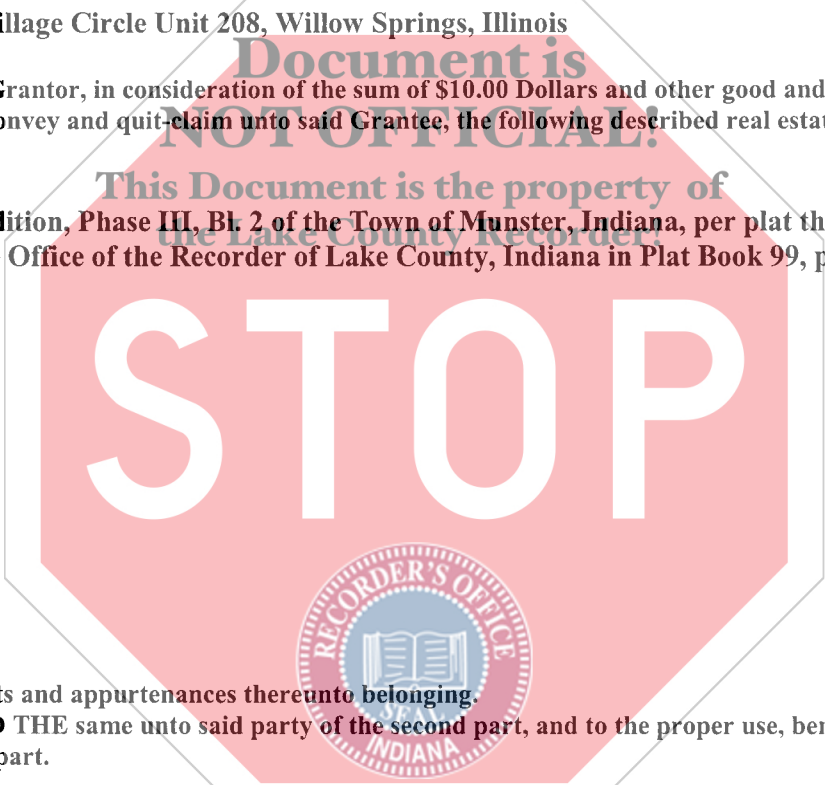 illage Circle Unit 208, Willow Springs, Illinois
Document is
Grantor, in consideration of the sum of $10.00 Dollars and other good and
NOT OFFICIAL!
onvey and quit-claim unto said Grantee, the following described real estat
This Document is the property of
dition, Phase III, Bl. 2 of the Town of Munster, Indiana, per plat th
the Lake County Recorder!
Office of the Recorder of Lake County, Indiana in Plat Book 99, p
STOP
RECORDER'S OFFICE
ts and appurtenances thereunto belonging.
SEAL
THE same unto said party of the second part, and to the proper use, ben
INDIANA
part.